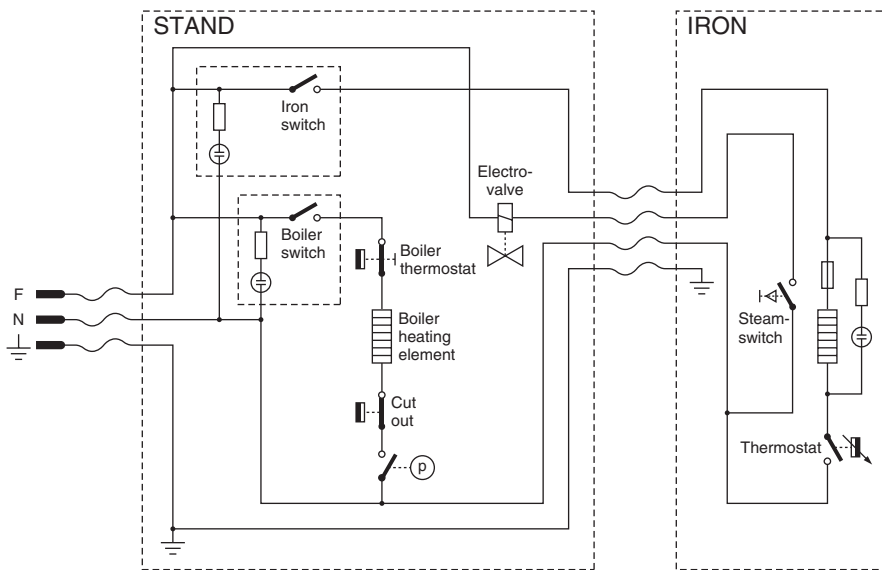 STAND
IRON
Iron
switch
Electro-
valve
Boiler
switch
Boiler
thermostat
F
N
Boiler
heating
element
Steam-
switch
Cut
out
Thermostat
p